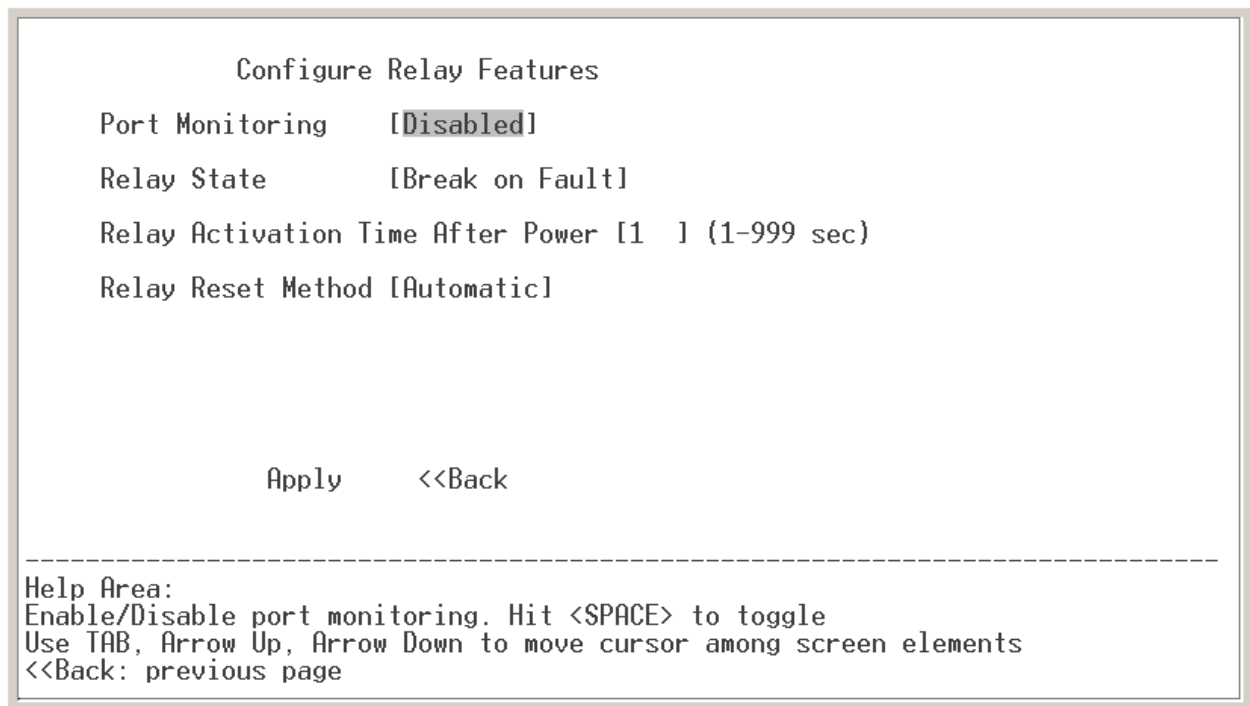 Configure Relay Features
Port Monitoring [Disabled]
Relay State [Break on Fault]
Relay Activation Time After Power [1 ] (1-999 sec)
Relay Reset Method [Automatic]
Apply <<Back
--------------------------------------------------------------------------------
Help Area:
Enable/Disable port monitoring. Hit <SPACE> to toggle
Use TAB, Arrow Up, Arrow Down to move cursor among screen elements
<<Back: previous page